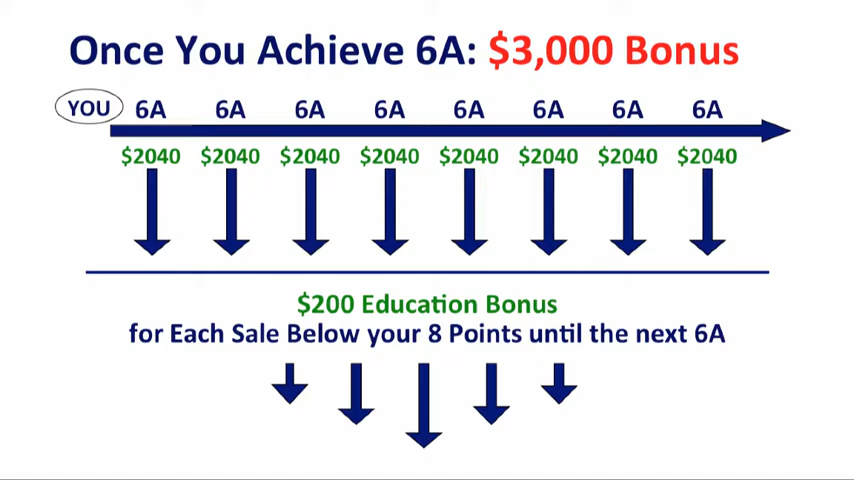 Once You Achieve 6A: $3,000 Bonus
YOU 6A 6A 6A 6A 6A 6A 6A 6A
$2040 $2040 $2040 $2040 $2040 $2040 $2040 $2040
$200 Education Bonus
for Each Sale Below your 8 Points until the next 6A